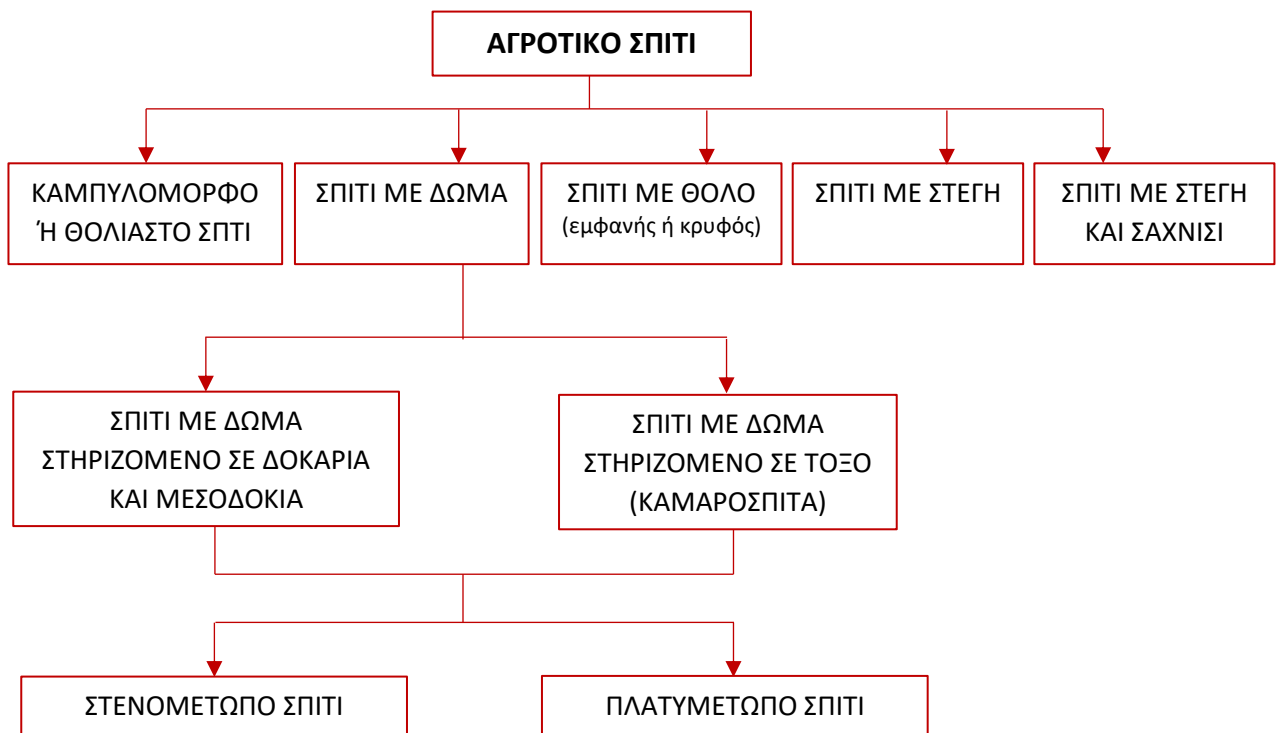 ΑΓΡΟΤΙΚΟ ΣΠΙΤΙ
ΚΑΜΠΥΛΟΜΟΡΦΟ
Ή ΘΟΛΙΑΣΤΟ ΣΠΤΙ
ΣΠΙΤΙ ΜΕ ΔΩΜΑ
ΣΠΙΤΙ ΜΕ ΘΟΛΟ
(εμφανής ή κρυφός)
ΣΠΙΤΙ ΜΕ ΣΤΕΓΗ
ΣΠΙΤΙ ΜΕ ΣΤΕΓΗ
ΚΑΙ ΣΑΧΝΙΣΙ
ΣΠΙΤΙ ΜΕ ΔΩΜΑ
ΣΤΗΡΙΖΟΜΕΝΟ ΣΕ ΔΟΚΑΡΙΑ
ΚΑΙ ΜΕΣΟΔΟΚΙΑ
ΣΠΙΤΙ ΜΕ ΔΩΜΑ
ΣΤΗΡΙΖΟΜΕΝΟ ΣΕ ΤΟΞΟ
(ΚΑΜΑΡΟΣΠΙΤΑ)
ΣΤΕΝΟΜΕΤΩΠΟ ΣΠΙΤΙ
ΠΛΑΤΥΜΕΤΩΠΟ ΣΠΙΤΙ